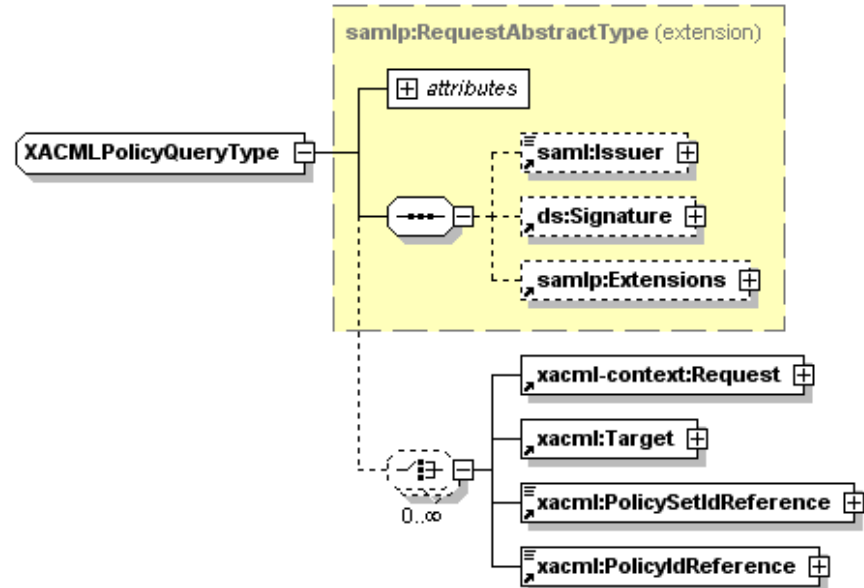 samlp:RequestAbstractType (extension)
attributes
XACMLPolicyQueryType
saml:Issuer
ds:Signature
samlp:Extensions
xacml-context:Request
xacml:Target
xacml:PolicySetIdReference
0..∞
xacml:PolicyIdReference